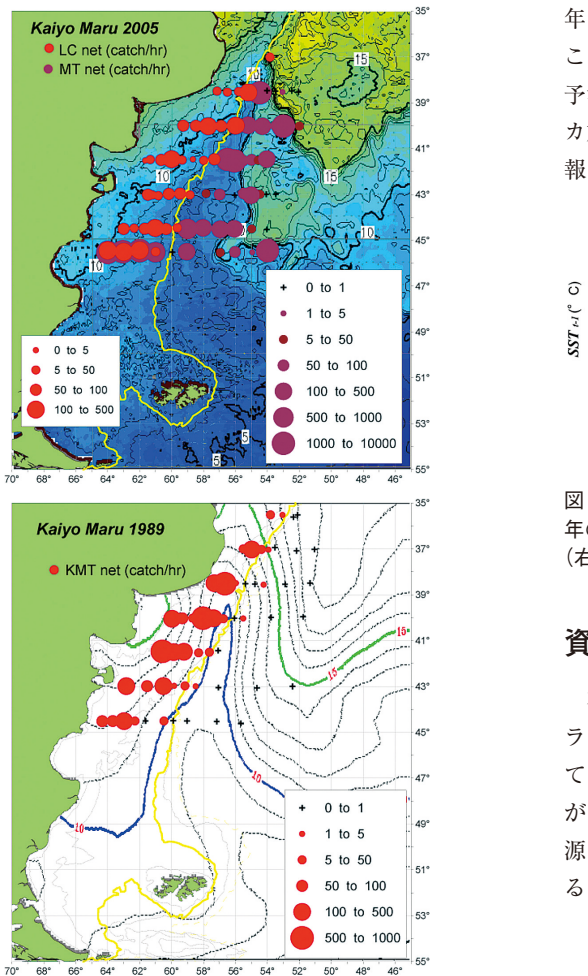 Kaiyo Maru 2005
LC net (catch/hr)
MT net (catch/hr)
10
15
15
10
10
10
5
5
35°
37°
39°
41°
43°
45°
47°
49°
51°
53°
55°
0 to 5
5 to 50
50 to 100
100 to 500
0 to 1
1 to 5
5 to 50
50 to 100
100 to 500
500 to 1000
1000 to 10000
70° 68° 66° 64° 62° 60° 58° 56° 54° 52° 50° 48° 46°
Kaiyo Maru 1989
KMT net (catch/hr)
15
15
10
10
35°
37°
39°
41°
43°
45°
47°
49°
51°
53°
55°
0 to 1
1 to 5
5 to 50
50 to 100
100 to 500
500 to 1000
70° 68° 66° 64° 62° 60° 58° 56° 54° 52° 50° 48° 46°
年
こ
予
カ
報
図
年
(右
資
ラ
て
が
源
る